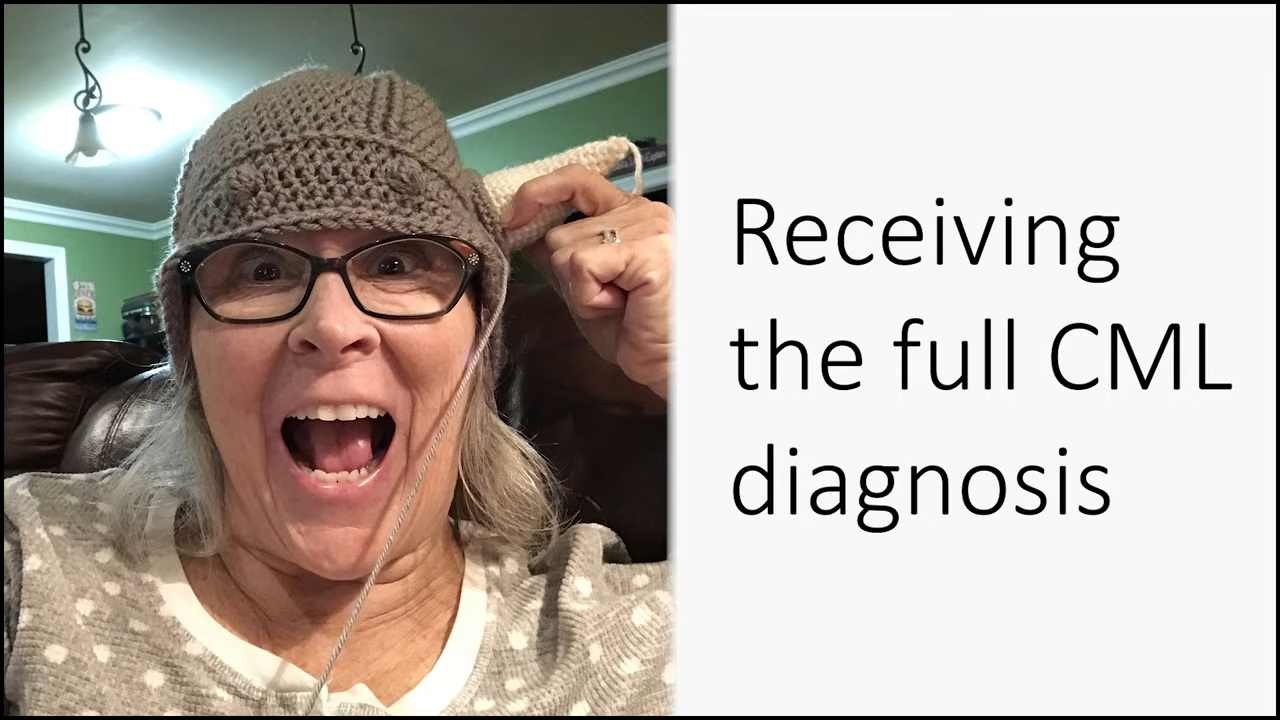 Receiving
the full CML
diagnosis